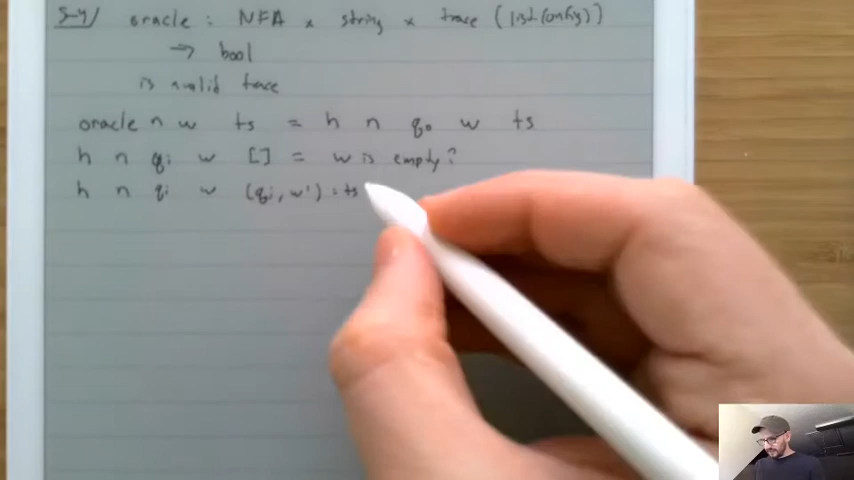 5-4/ oracle : NFA × string × trace (list config)
→ bool
is valid trace
oracle n w ts = h n q₀ w ts
h n qi w [] = w is empty?
h n qi w (qj, w') : ts